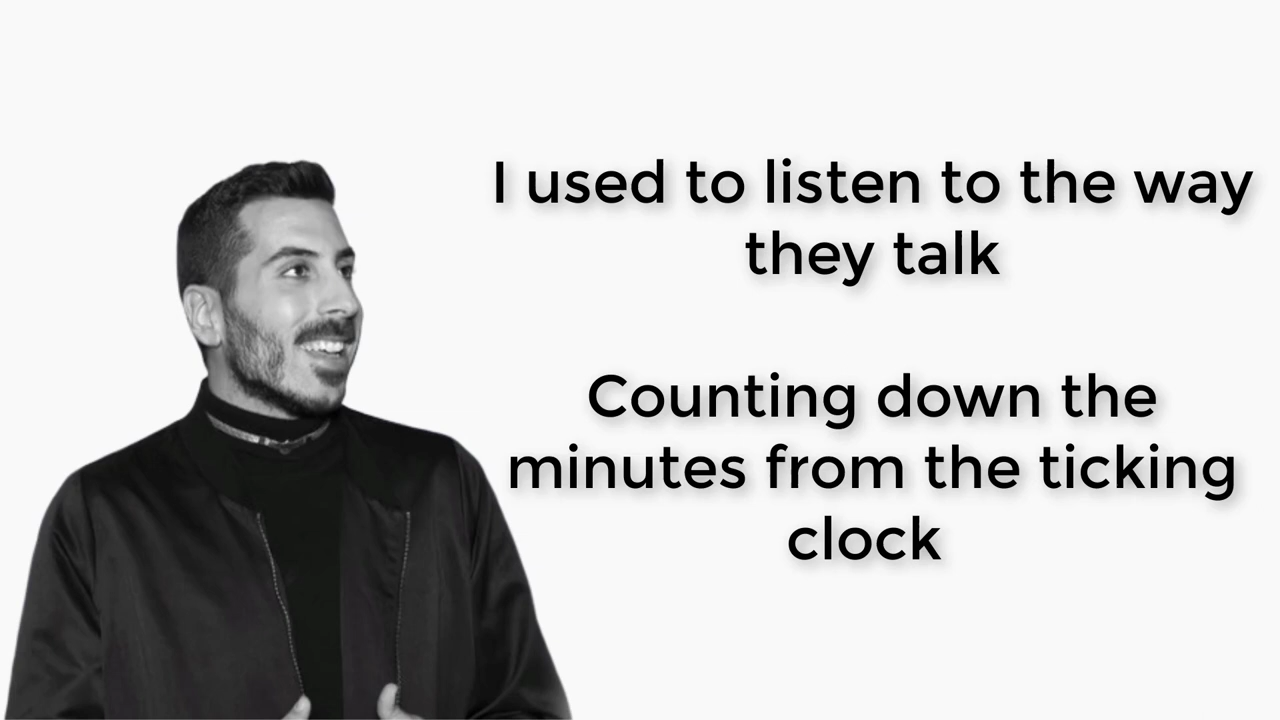 I used to listen to the way
they talk
Counting down the
minutes from the ticking
clock